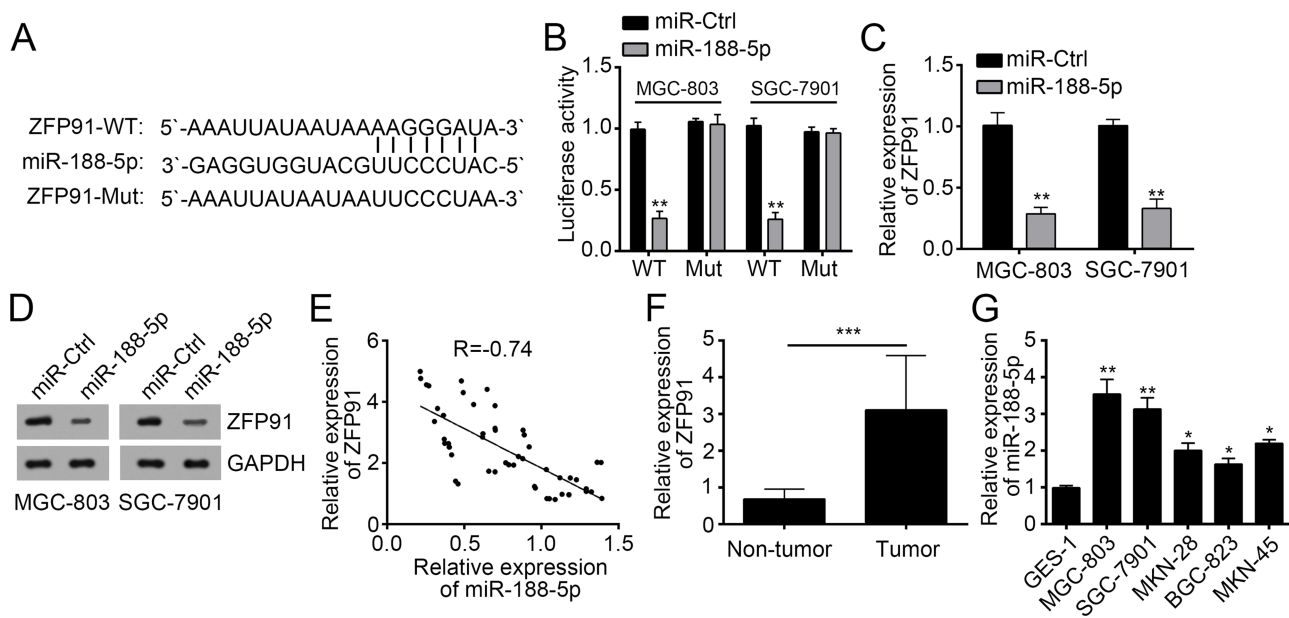 A
ZFP91-WT: 5`-AAAUUAUAAUAAAAGGGAUA-3`
miR-188-5p: 3`-GAGGUGGUACGUUCCCUAC-5`
ZFP91-Mut: 5`-AAAUUAUAAUAAUUCCCUAA-3`
B
miR-Ctrl
miR-188-5p
Luciferase activity
1.5
1.0
0.5
0.0
MGC-803 SGC-7901
** **
WT Mut WT Mut
C
miR-Ctrl
miR-188-5p
Relative expression
of ZFP91
1.5
1.0
0.5
0.0
** **
MGC-803 SGC-7901
D
miR-Ctrl miR-188-5p miR-Ctrl miR-188-5p
ZFP91
GAPDH
MGC-803 SGC-7901
E
R=-0.74
Relative expression
of ZFP91
6
4
2
0
0.0 0.5 1.0 1.5
Relative expression
of miR-188-5p
F
Relative expression
of ZFP91
5
4
3
2
1
0
***
Non-tumor Tumor
G
Relative expression
of miR-188-5p
5
4
3
2
1
0
** ** * * *
GES-1 MGC-803 SGC-7901 MKN-28 BGC-823 MKN-45